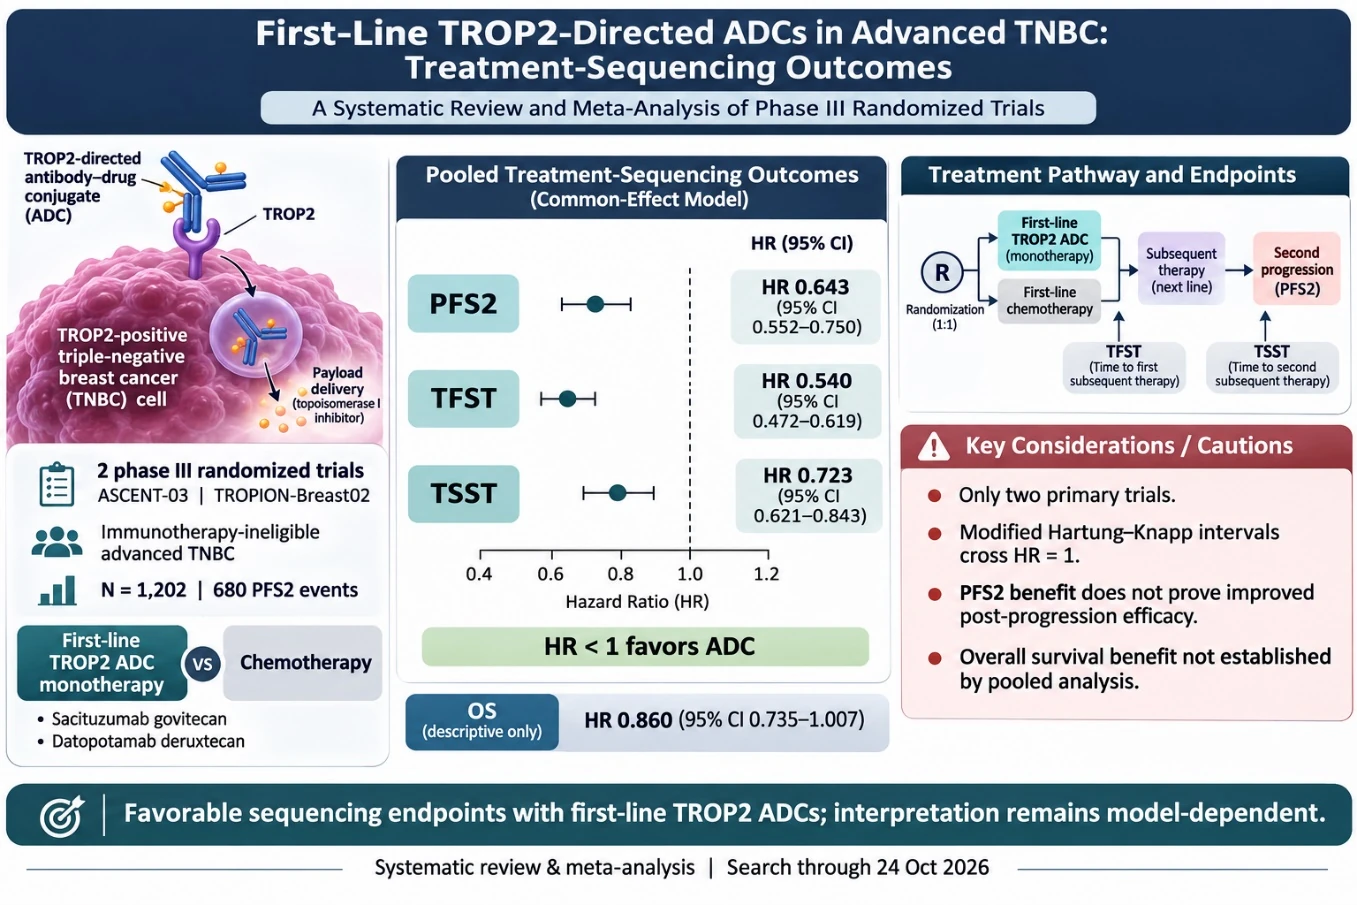 First-Line TROP2-Directed ADCs in Advanced TNBC:
Treatment-Sequencing Outcomes
A Systematic Review and Meta-Analysis of Phase III Randomized Trials
TROP2-directed
antibody–drug
conjugate
(ADC)
TROP2
TROP2-positive
triple-negative
breast cancer
(TNBC) cell
Payload
delivery
(topoisomerase I
inhibitor)
2 phase III randomized trials
ASCENT-03 | TROPION-Breast02
Immunotherapy-ineligible
advanced TNBC
N = 1,202 | 680 PFS2 events
First-line
TROP2 ADC
monotherapy
VS
Chemotherapy
• Sacituzumab govitecan
• Datopotamab deruxtecan
Pooled Treatment-Sequencing Outcomes
(Common-Effect Model)
HR (95% CI)
PFS2
HR 0.643
(95% CI
0.552–0.750)
TFST
HR 0.540
(95% CI
0.472–0.619)
TSST
HR 0.723
(95% CI
0.621–0.843)
0.4 0.6 0.8 1.0 1.2
Hazard Ratio (HR)
HR < 1 favors ADC
OS
(descriptive only)
HR 0.860 (95% CI 0.735–1.007)
Treatment Pathway and Endpoints
R
Randomization
(1:1)
First-line
TROP2 ADC
(monotherapy)
First-line
chemotherapy
Subsequent
therapy
(next line)
Second
progression
(PFS2)
TFST
(Time to first
subsequent therapy)
TSST
(Time to second
subsequent therapy)
Key Considerations / Cautions
• Only two primary trials.
• Modified Hartung–Knapp intervals
cross HR = 1.
• PFS2 benefit does not prove improved
post-progression efficacy.
• Overall survival benefit not established
by pooled analysis.
Favorable sequencing endpoints with first-line TROP2 ADCs; interpretation remains model-dependent.
Systematic review & meta-analysis | Search through 24 Oct 2026